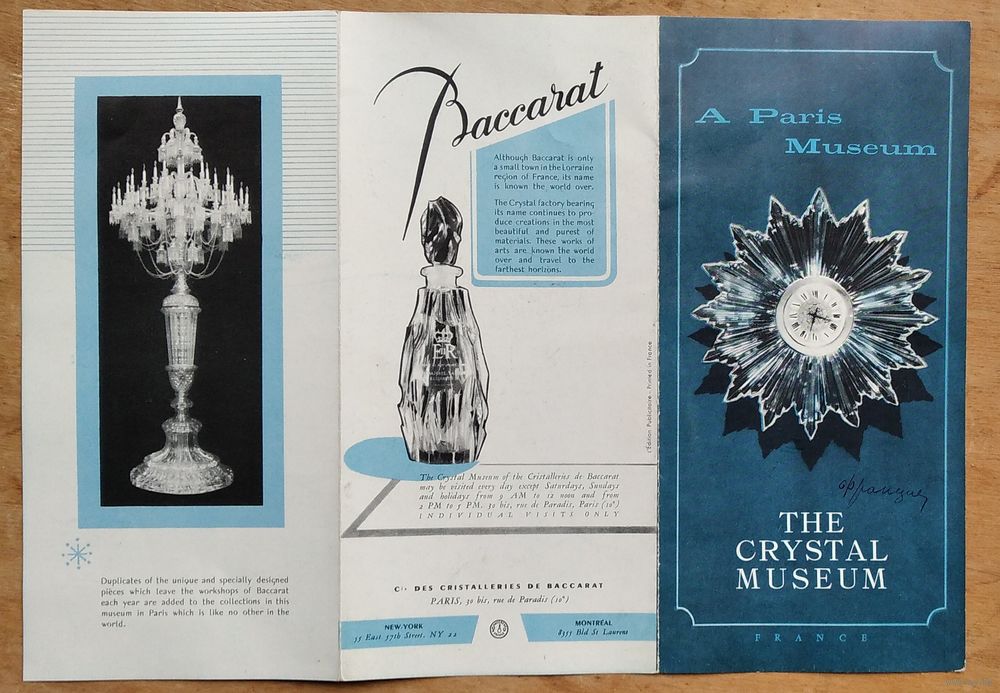 Duplicates of the unique and specially designed
pièces which leave the workshops of Baccarat
each year are added to the collections in this
museum in Paris which is like no other in the
world.
Baccarat
Although Baccarat is only
a small town in the Lorraine
region of France, its name
is known the world over.
The Crystal factory bearing
its name continues to pro-
duce creations in the most
beautiful and purest of
materials. These works of
arts are known the world
over and travel to the
farthest horizons.
EIIR
The Crystal Museum of the Cristalleries de Baccarat
may be visited every day except Saturdays, Sundays
and holidays from 9 AM to 12 noon and from
2 PM to 5 PM. 30 bis, rue de Paradis, Paris (10e)
INDIVIDUAL VISITS ONLY
L'Édition Publicitaire - Printed in France
Cie DES CRISTALLERIES DE BACCARAT
PARIS, 30 bis, rue de Paradis (10e)
NEW-YORK
55 East 57th Street, NY 22
MONTRÉAL
8355 Bld St Laurent
A Paris
Museum
THE
CRYSTAL
MUSEUM
FRANCE